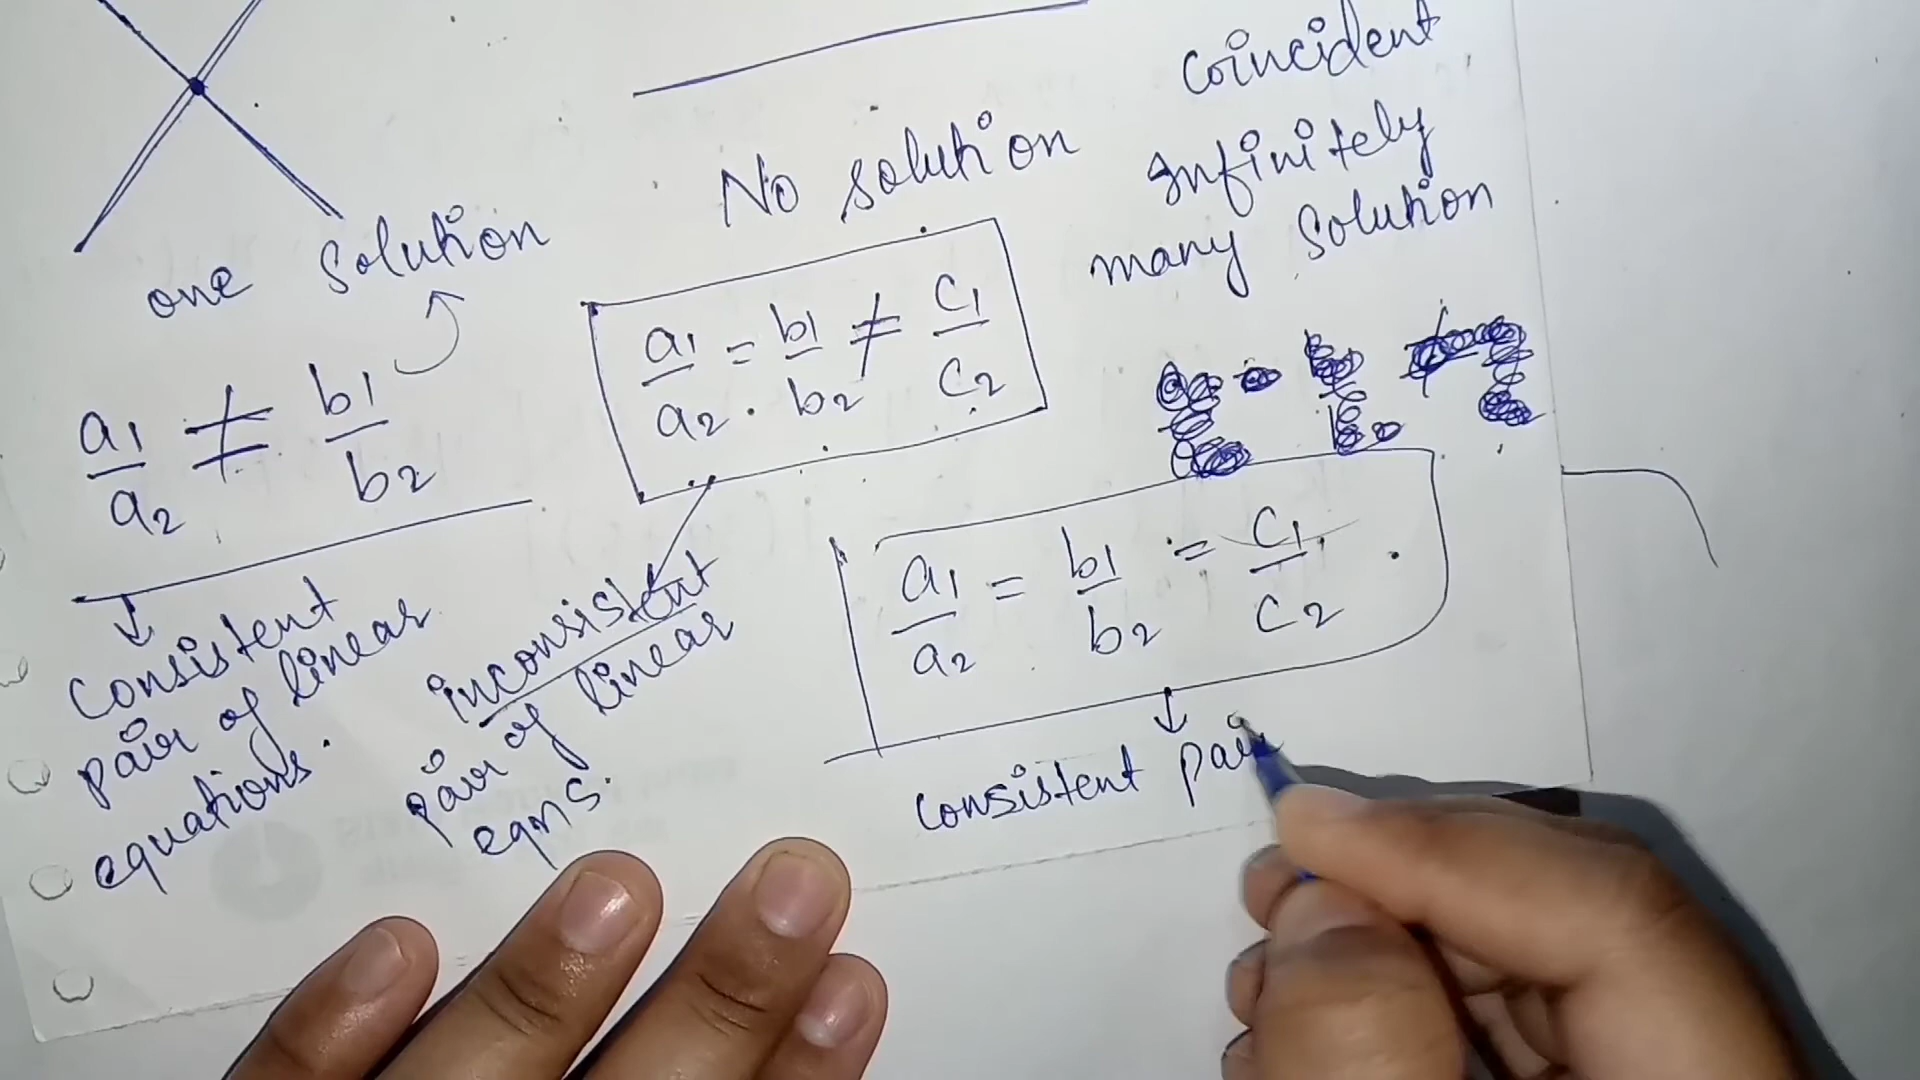 one solution
a1/a2 ≠ b1/b2
Consistent
pair of linear
equations.
No solution
a1/a2 = b1/b2 ≠ c1/c2
inconsistent
pair of linear
eqns.
Coincident
Infinitely
many solution
a1/a2 = b1/b2 = c1/c2
consistent pair